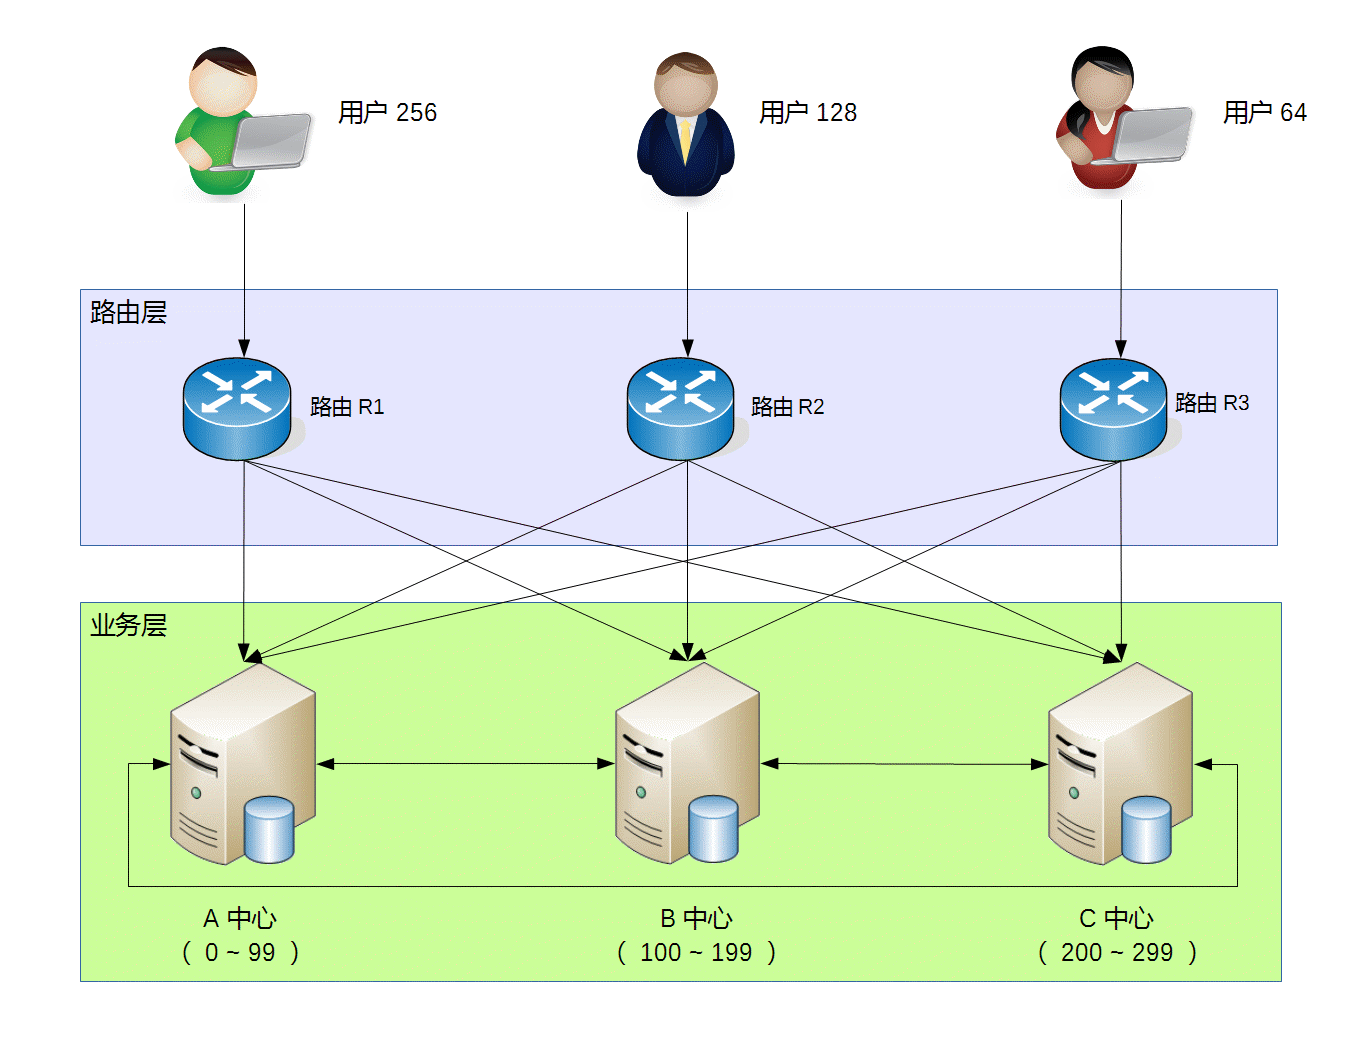 用户 256
用户 128
用户 64
路由层
路由 R1
路由 R2
路由 R3
业务层
A 中心
（ 0 ~ 99 ）
B 中心
（ 100 ~ 199 ）
C 中心
（ 200 ~ 299 ）